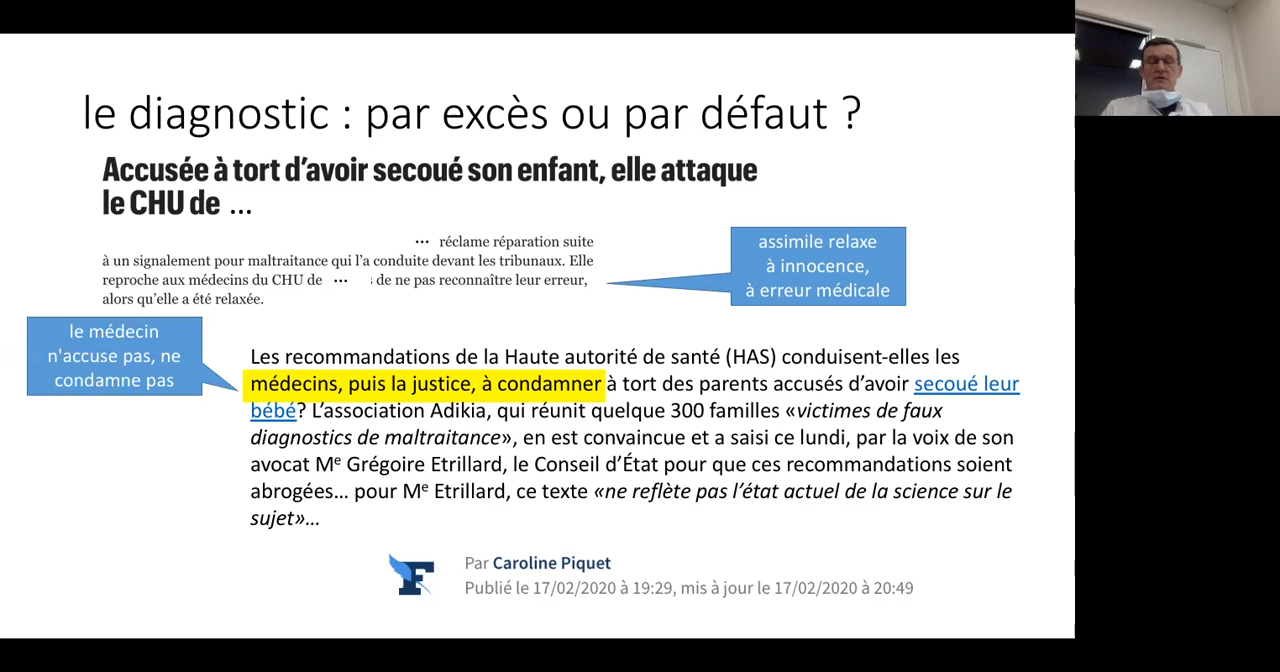 le diagnostic : par excès ou par défaut ?
Accusée à tort d’avoir secoué son enfant, elle attaque
le CHU de ...
... réclame réparation suite
à un signalement pour maltraitance qui l’a conduite devant les tribunaux. Elle
reproche aux médecins du CHU de ... de ne pas reconnaître leur erreur,
alors qu’elle a été relaxée.
assimile relaxe
à innocence,
à erreur médicale
le médecin
n'accuse pas, ne
condamne pas
Les recommandations de la Haute autorité de santé (HAS) conduisent-elles les
médecins, puis la justice, à condamner à tort des parents accusés d’avoir secoué leur
bébé? L’association Adikia, qui réunit quelque 300 familles «victimes de faux
diagnostics de maltraitance», en est convaincue et a saisi ce lundi, par la voix de son
avocat Me Grégoire Etrillard, le Conseil d’État pour que ces recommandations soient
abrogées… pour Me Etrillard, ce texte «ne reflète pas l’état actuel de la science sur le
sujet»…
F
Par Caroline Piquet
Publié le 17/02/2020 à 19:29, mis à jour le 17/02/2020 à 20:49